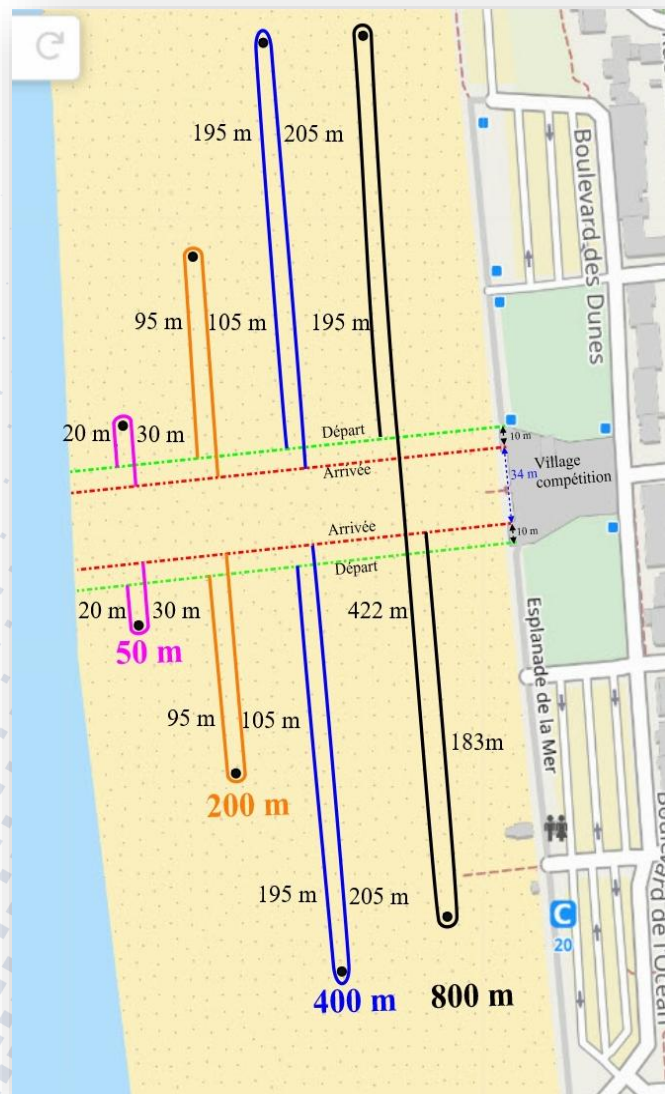 195 m
205 m
Boulevard des Dunes
95 m
105 m
195 m
20 m
30 m
Départ
Arrivée
10 m
34 m
Village
compétition
10 m
Arrivée
Départ
20 m
30 m
50 m
422 m
Esplanade de la Mer
95 m
105 m
183m
200 m
195 m
205 m
C
20
Boulevard de l'Océan
400 m
800 m